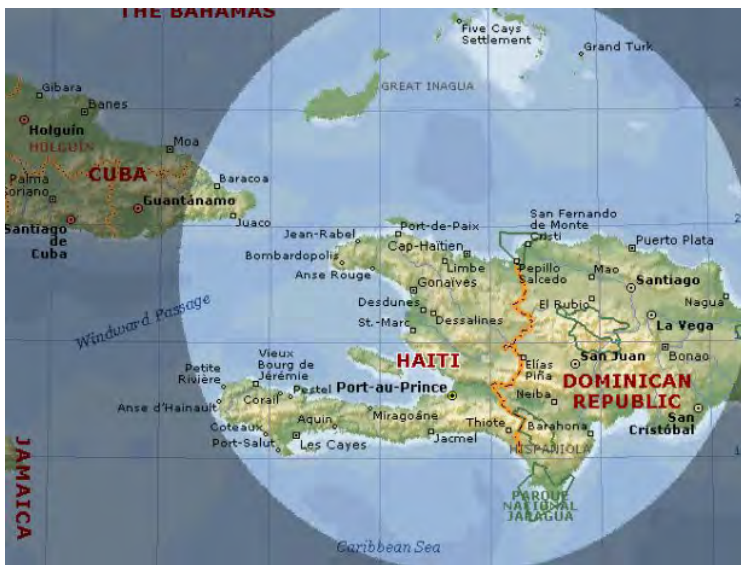 THE BAHAMAS
Five Cays
Settlement
Grand Turk
Gibara
GREAT INAGUA
Banes
Holguín
HOLGUÍN
Moa
CUBA
Palma
Soriano
Baracoa
Guantánamo
Juaco
Santiago
de
Cuba
Port-de-Paix
San Fernando
de Monte
Cristi
Jean-Rabel
Cap-Haïtien
Puerto Plata
Bombardopolis
Limbe
Pepillo
Salcedo
Mao
Anse Rouge
Gonaives
Santiago
Windward Passage
Desdunes
El Rubio
Nagua
Dessalines
La Vega
St.-Marc
HAITI
Elías
Piña
San Juan
Bonao
Petite
Rivière
Vieux
Bourg de
Jérémie
Pestel
Port-au-Prince
DOMINICAN
REPUBLIC
Corail
Neiba
Anse d'Hainault
Miragoâne
San
Cristóbal
Coteaux
Aquin
Thiote
Barahona
Port-Salut
Les Cayes
Jacmel
HISPANIOLA
JAMAICA
PARQUE
NATIONAL
JARAGUA
Caribbean Sea